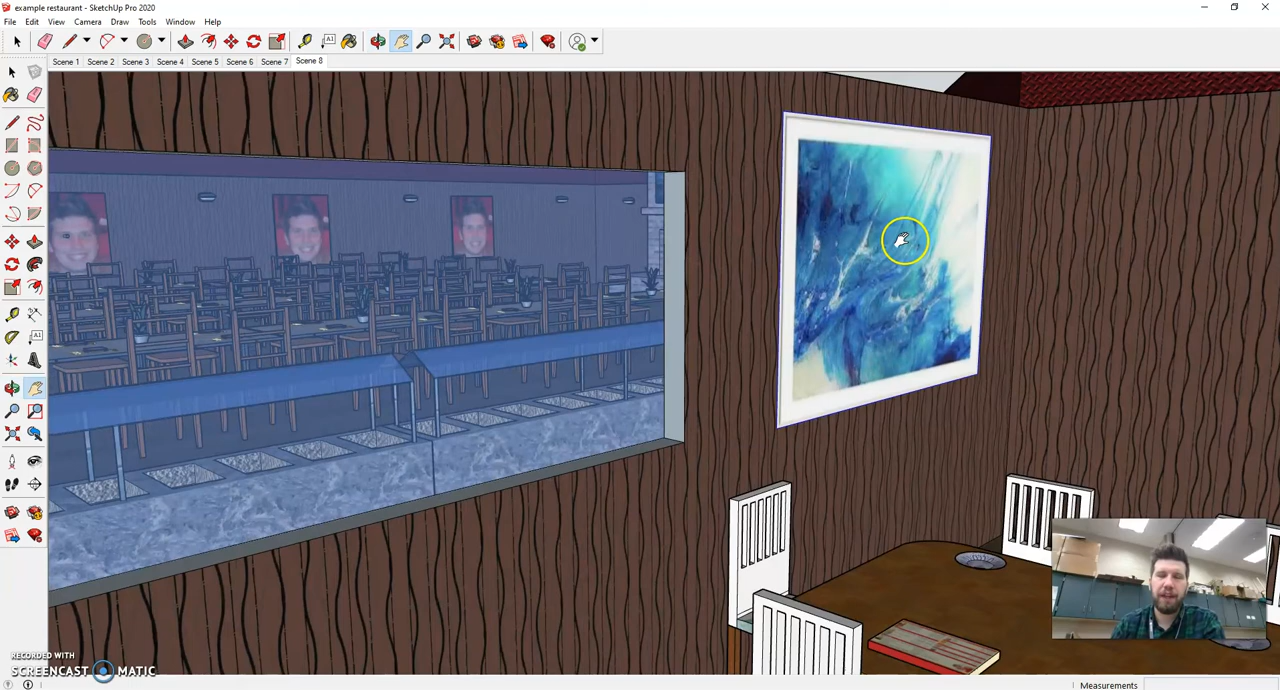 example restaurant - SketchUp Pro 2020
File Edit View Camera Draw Tools Window Help
Scene 1 Scene 2 Scene 3 Scene 4 Scene 5 Scene 6 Scene 7 Scene 8
RECORDED WITH
SCREENCAST MATIC
Measurements